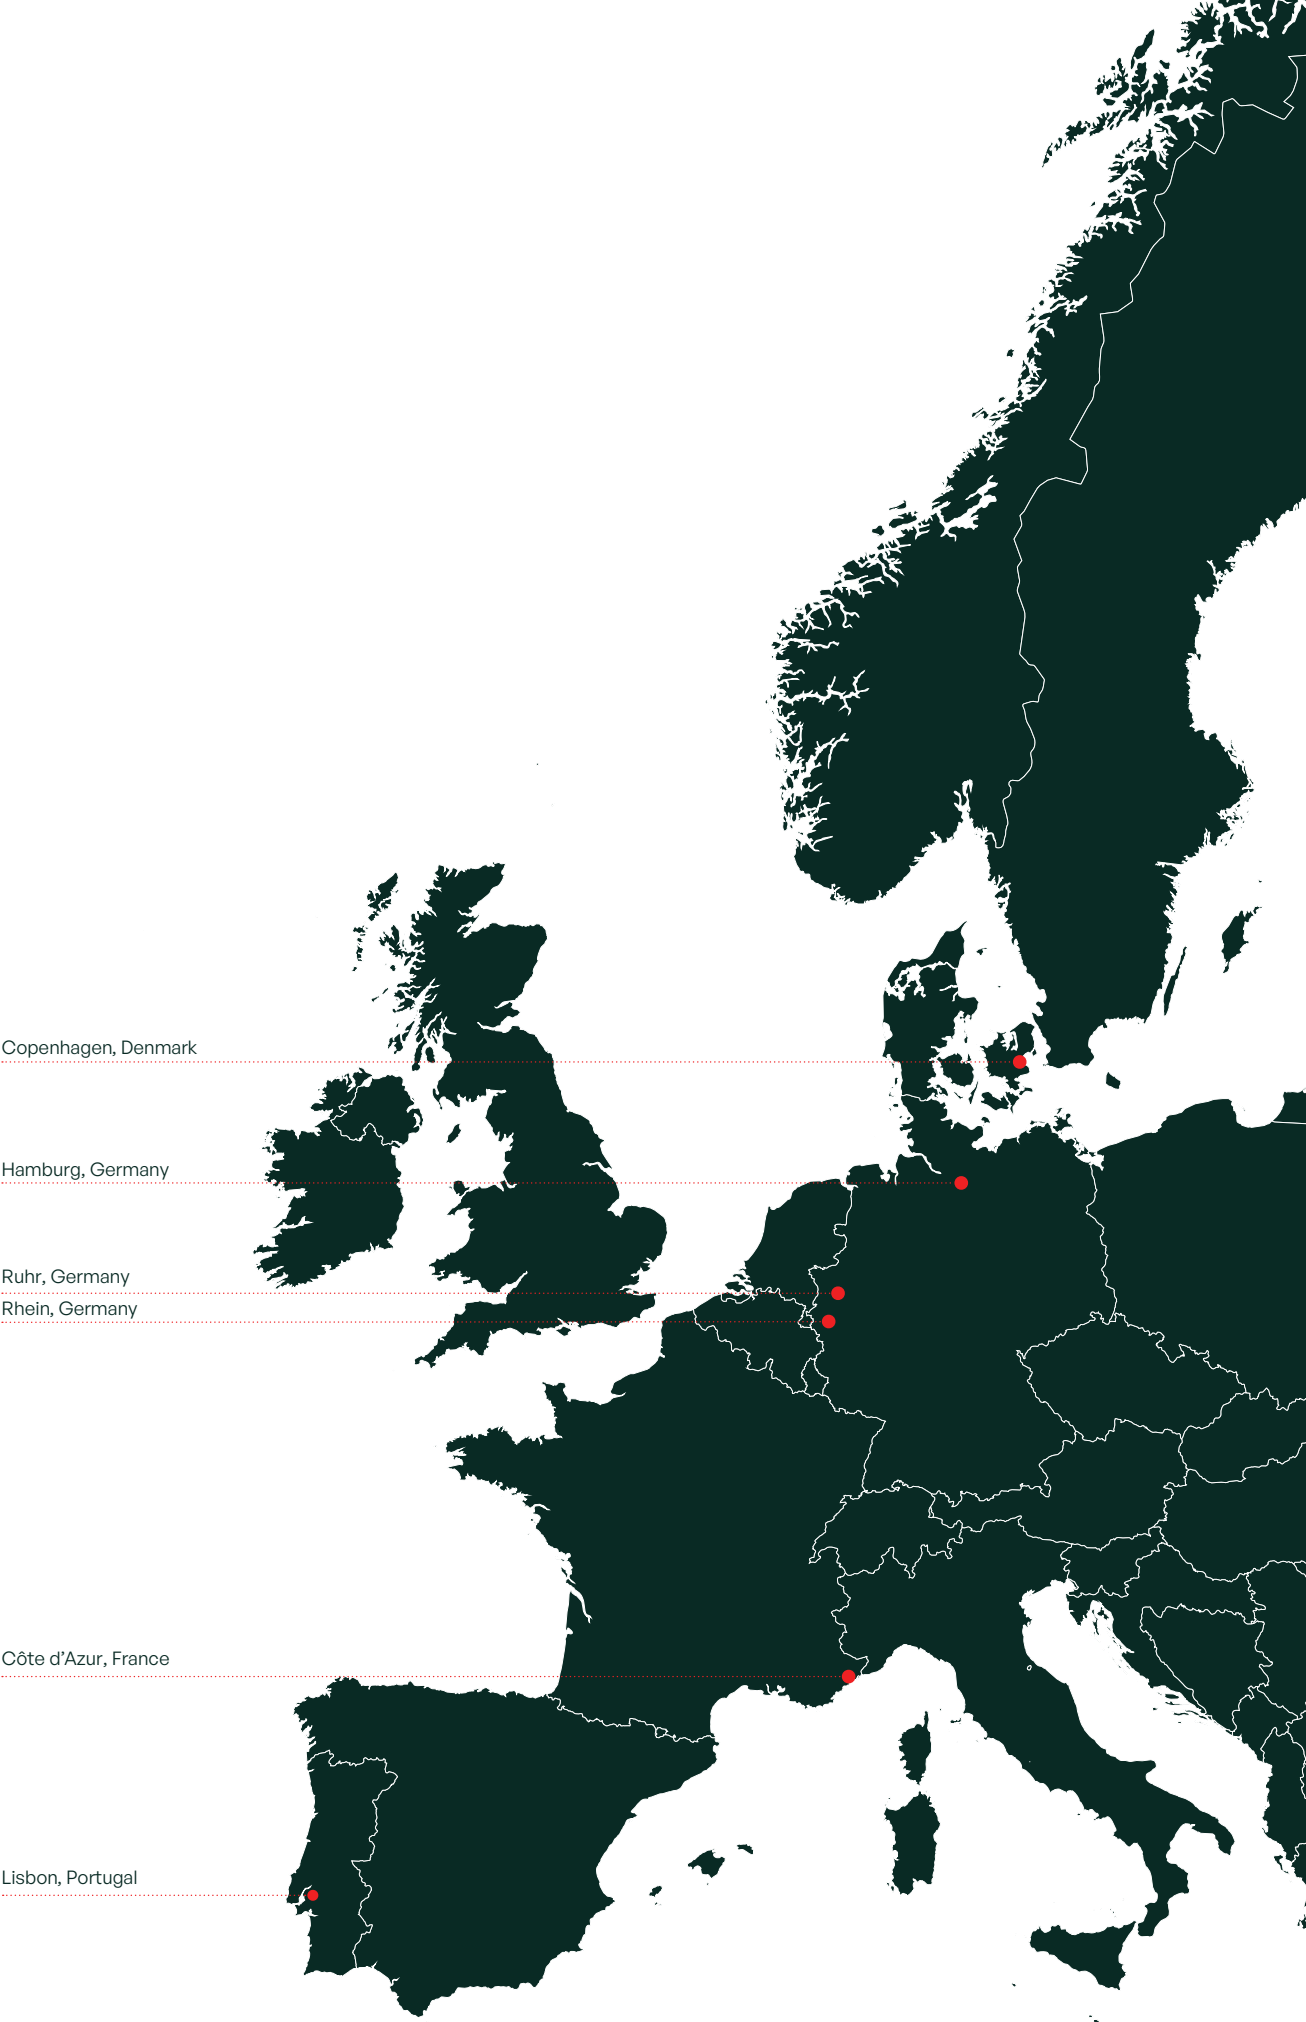 Copenhagen, Denmark
Hamburg, Germany
Ruhr, Germany
Rhein, Germany
Côte d’Azur, France
Lisbon, Portugal